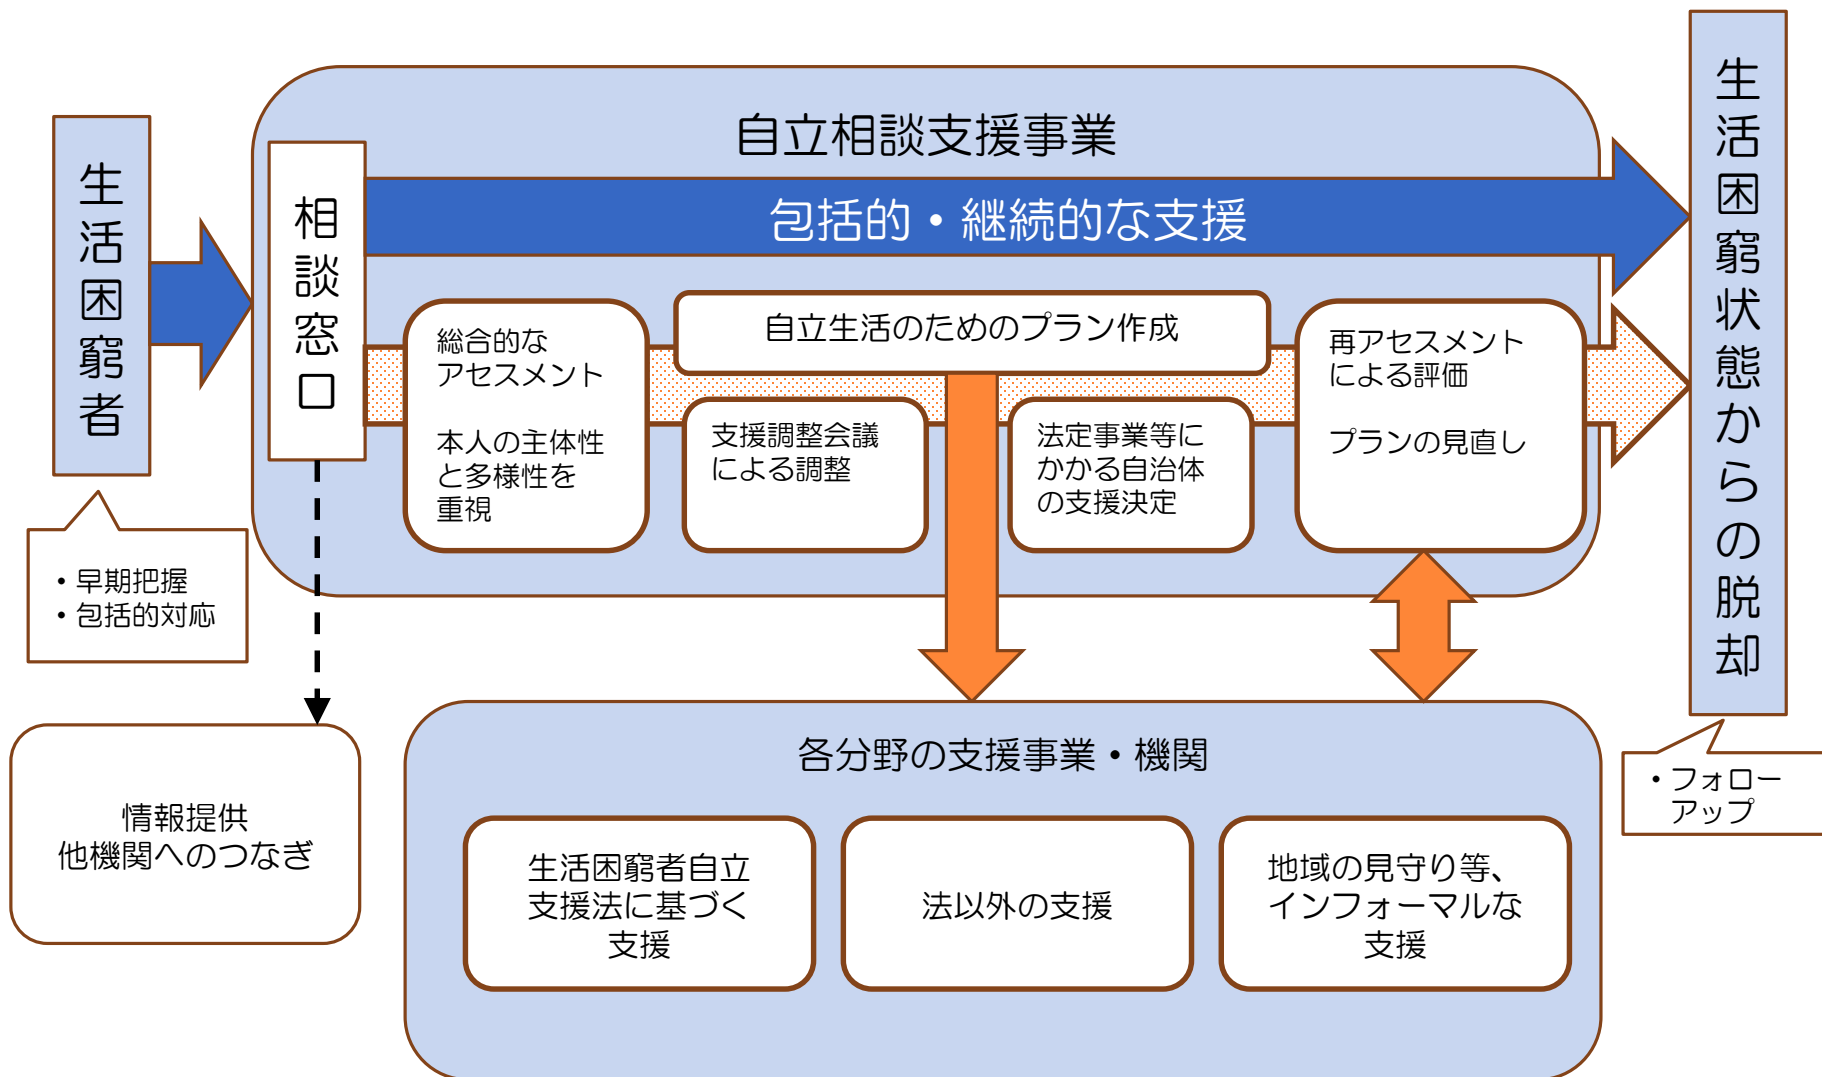 自立相談支援事業
生活困窮者
相談窓口
包括的・継続的な支援
総合的な
アセスメント
本人の主体性
と多様性を
重視
自立生活のためのプラン作成
支援調整会議
による調整
法定事業等に
かかる自治体
の支援決定
再アセスメント
による評価
プランの見直し
生活困窮状態からの脱却
・早期把握
・包括的対応
・フォロー
アップ
情報提供
他機関へのつなぎ
各分野の支援事業・機関
生活困窮者自立
支援法に基づく
支援
法以外の支援
地域の見守り等、
インフォーマルな
支援